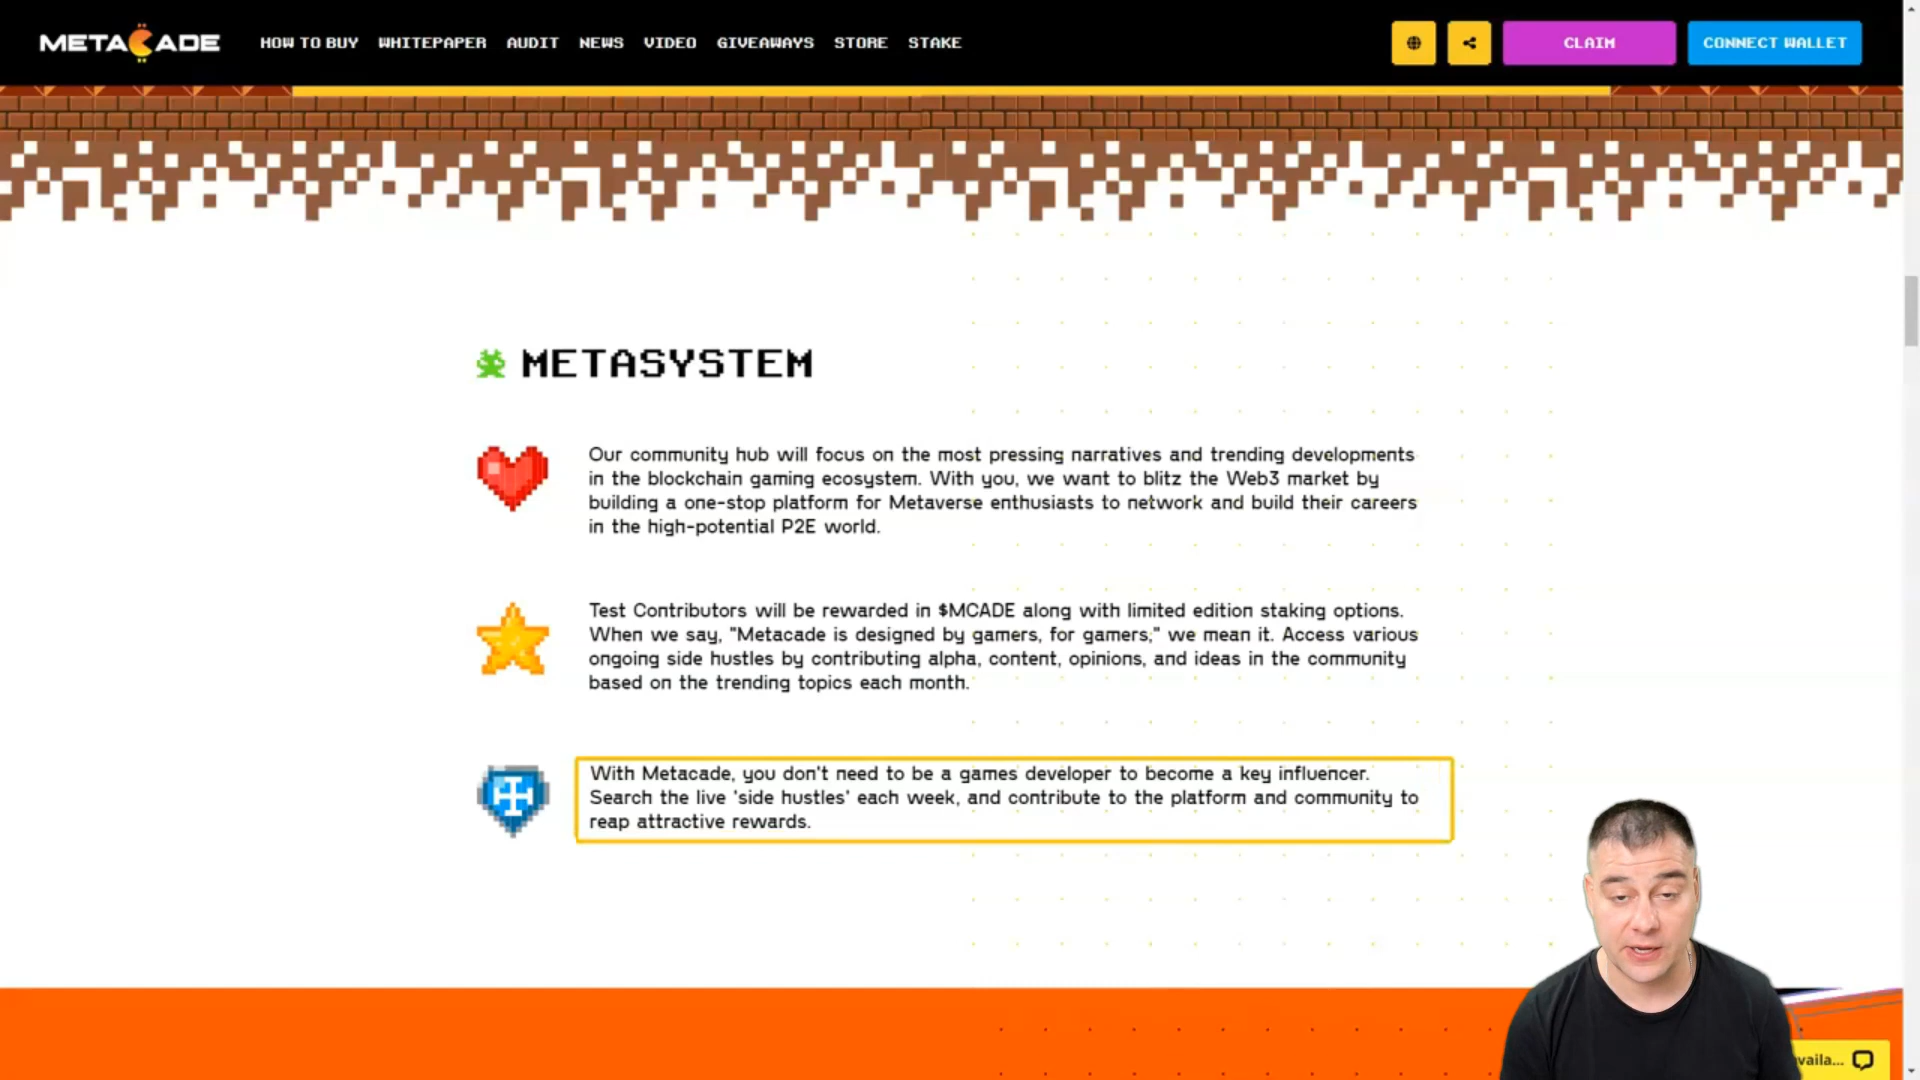 METACADE HOW TO BUY WHITEPAPER AUDIT NEWS VIDEO GIVEAWAYS STORE STAKE CLAIM CONNECT WALLET
METASYSTEM
Our community hub will focus on the most pressing narratives and trending developments
in the blockchain gaming ecosystem. With you, we want to blitz the Web3 market by
building a one-stop platform for Metaverse enthusiasts to network and build their careers
in the high-potential P2E world.
Test Contributors will be rewarded in $MCADE along with limited edition staking options.
When we say, "Metacade is designed by gamers, for gamers," we mean it. Access various
ongoing side hustles by contributing alpha, content, opinions, and ideas in the community
based on the trending topics each month.
With Metacade, you don't need to be a games developer to become a key influencer.
Search the live 'side hustles' each week, and contribute to the platform and community to
reap attractive rewards.